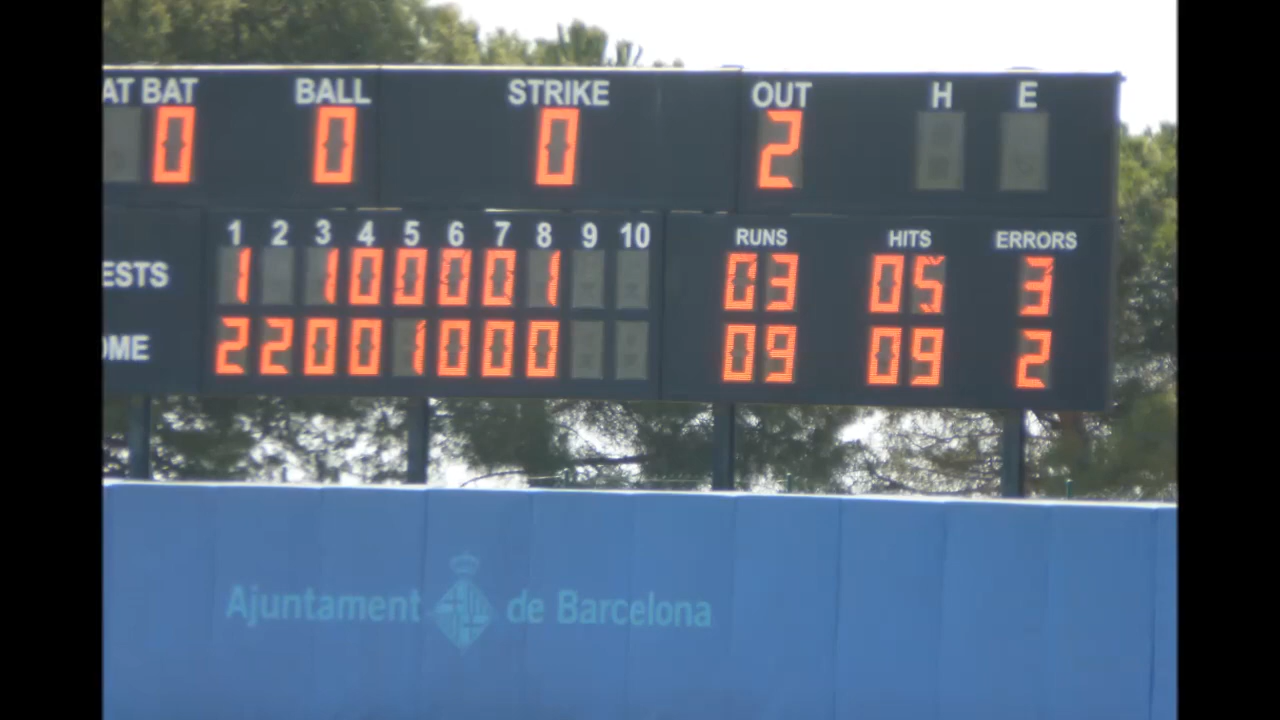 AT BAT BALL STRIKE OUT H E
0 0 0 2
1 2 3 4 5 6 7 8 9 10 RUNS HITS ERRORS
ESTS 1 1 0 0 0 0 1 03 05 3
OME 2 2 0 0 1 0 0 0 09 09 2
Ajuntament de Barcelona